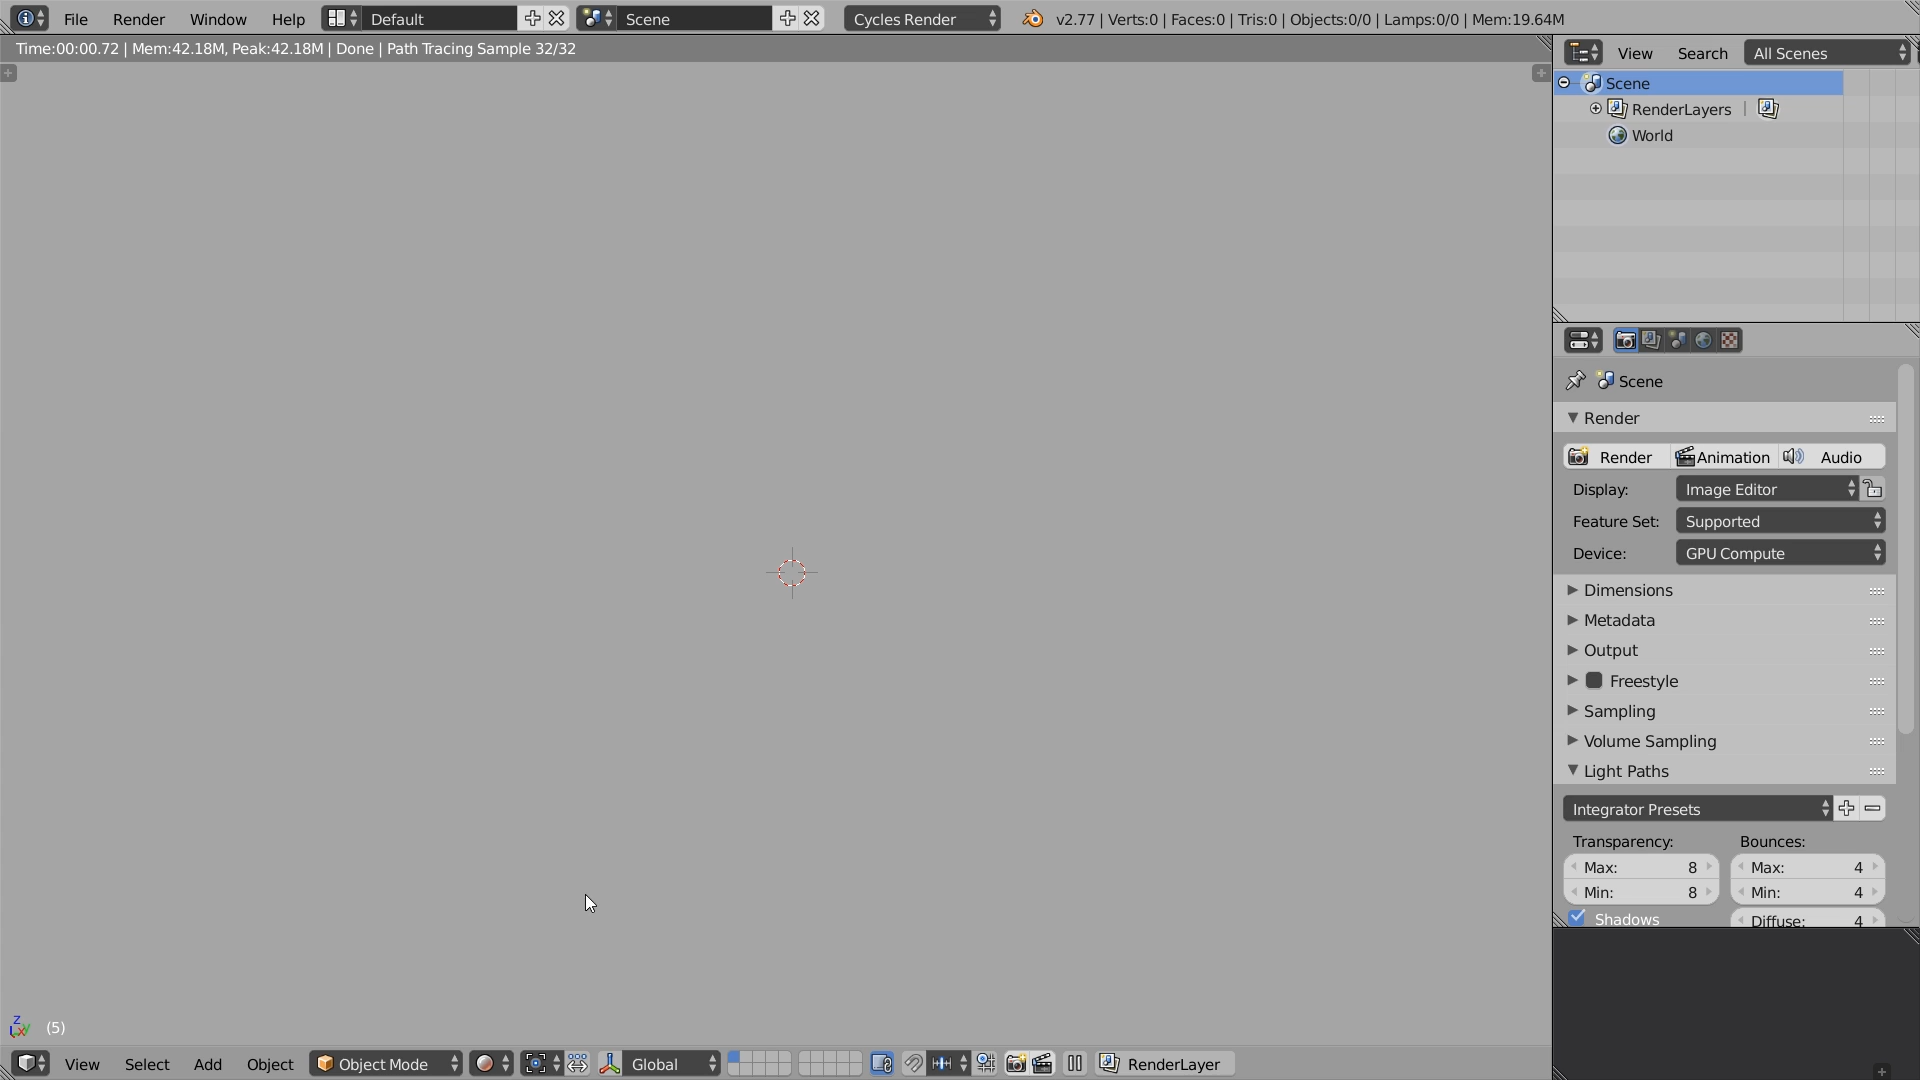 File Render Window Help Default Scene Cycles Render v2.77 | Verts:0 | Faces:0 | Tris:0 | Objects:0/0 | Lamps:0/0 | Mem:19.64M
Time:00:00.72 | Mem:42.18M, Peak:42.18M | Done | Path Tracing Sample 32/32
View Search All Scenes
Scene
RenderLayers |
World
Scene
Render
Render Animation Audio
Display: Image Editor
Feature Set: Supported
Device: GPU Compute
Dimensions
Metadata
Output
Freestyle
Sampling
Volume Sampling
Light Paths
Integrator Presets
Transparency: Bounces:
Max: 8 Max: 4
Min: 8 Min: 4
Shadows Diffuse: 4
(5)
View Select Add Object Object Mode Global RenderLayer